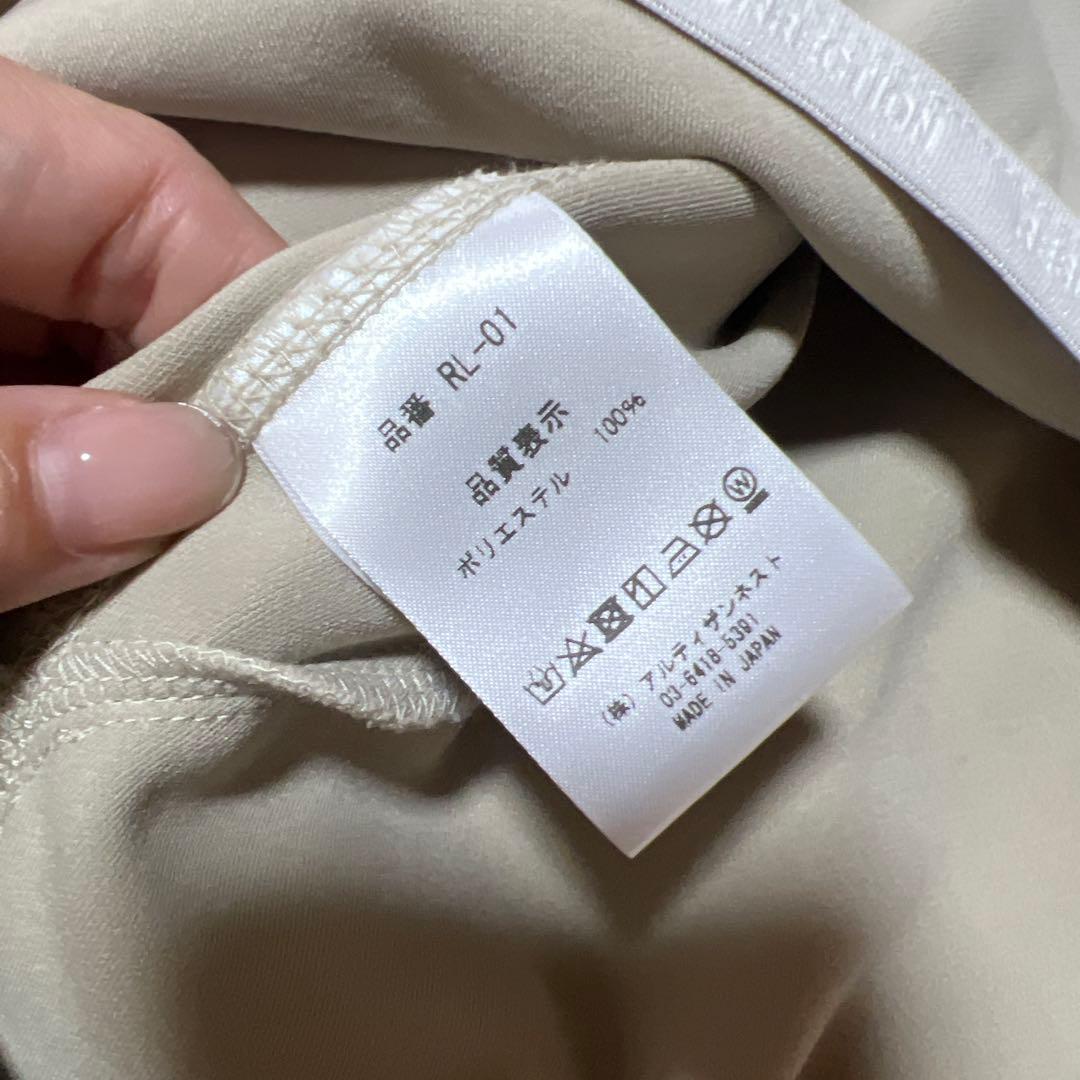 品番 RL-01
品質表示
ポリエステル 100%
W
(株) アルティザンネスト
03-6418-5391
MADE IN JAPAN